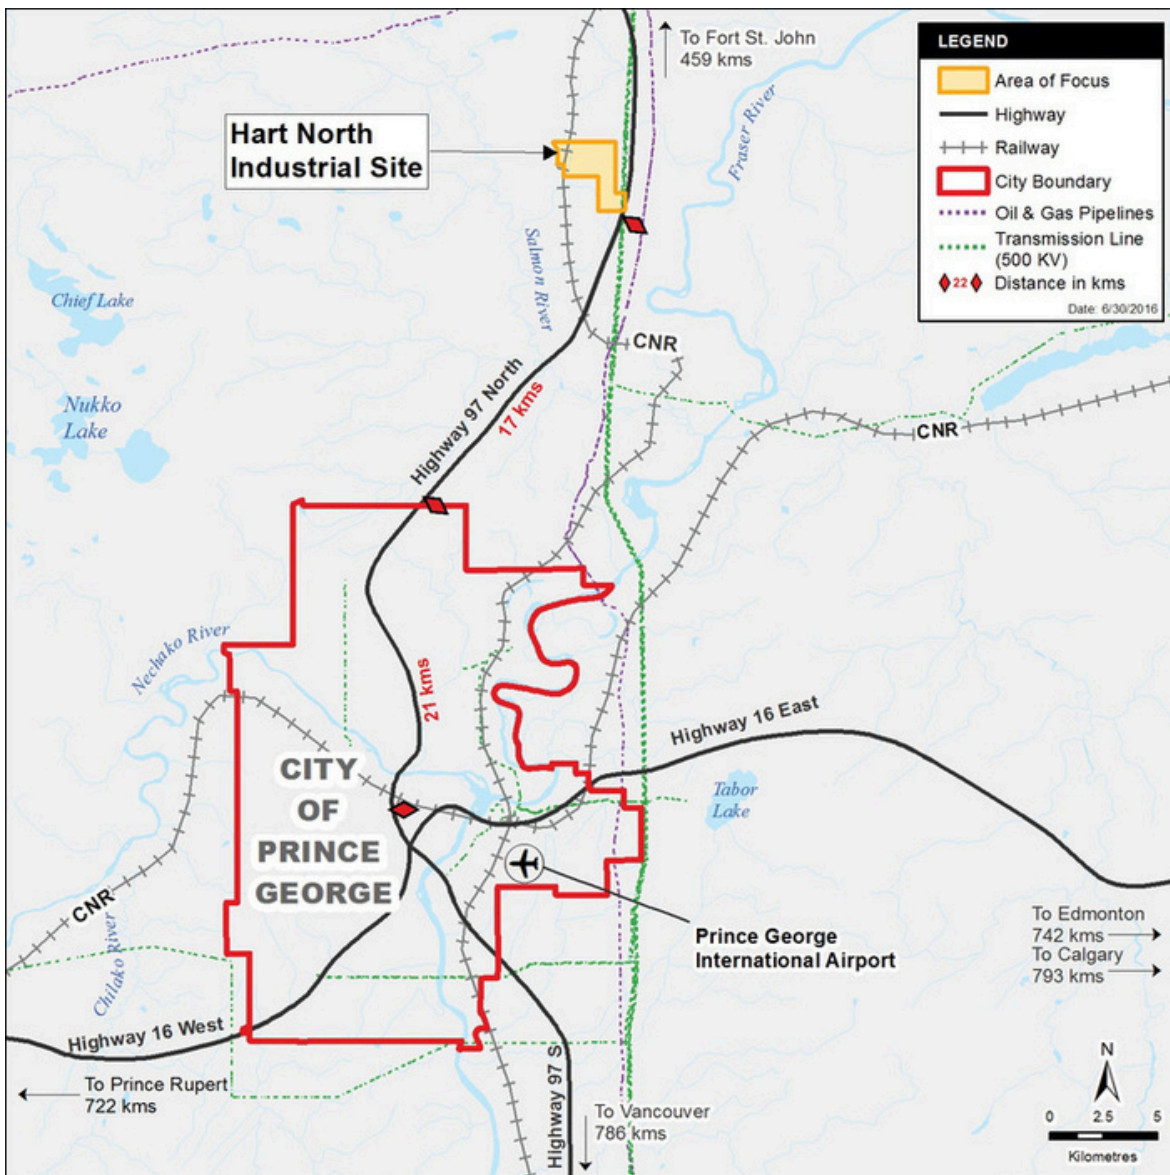 To Fort St. John
459 kms
LEGEND
Area of Focus
Highway
Railway
City Boundary
Oil & Gas Pipelines
Transmission Line
(500 KV)
22
Distance in kms
Date: 6/30/2016
Hart North
Industrial Site
Fraser River
Salmon River
Chief Lake
CNR
Highway 97 North
17 kms
Nukko
Lake
CNR
Nechako River
21 kms
Highway 16 East
CITY
OF
PRINCE
GEORGE
Tabor
Lake
CNR
Chilako River
Prince George
International Airport
To Edmonton
742 kms
To Calgary
793 kms
Highway 16 West
Highway 97 S
To Prince Rupert
722 kms
To Vancouver
786 kms
N
0 2.5 5
Kilometres